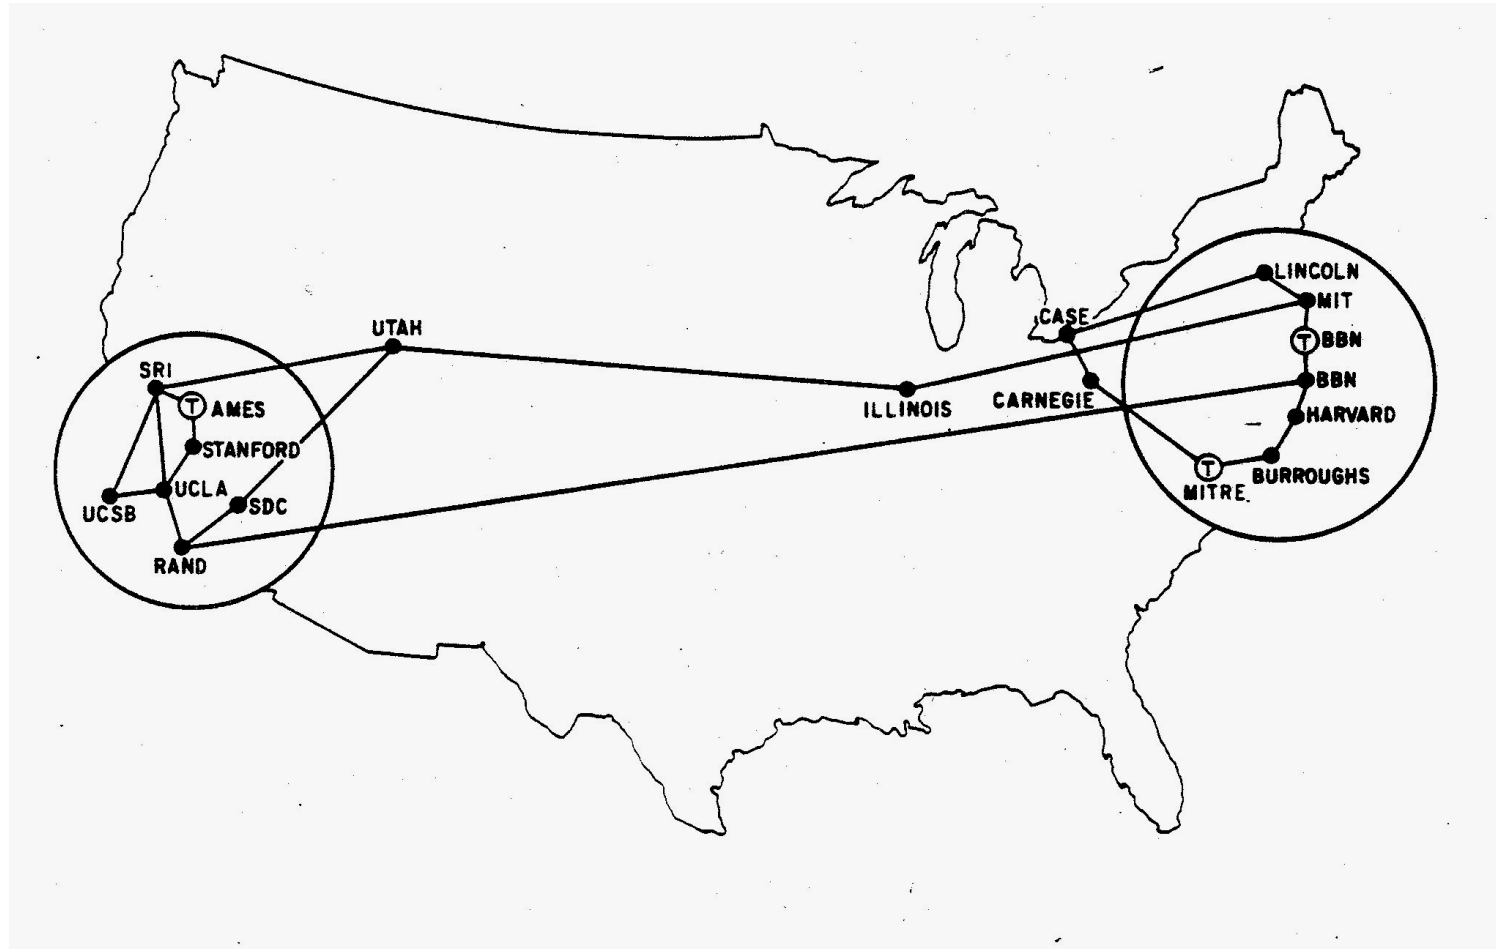 LINCOLN
MIT
CASE
UTAH
T BBN
SRI
BBN
T AMES
ILLINOIS
CARNEGIE
HARVARD
STANFORD
T
BURROUGHS
MITRE
UCLA
SDC
UCSB
RAND